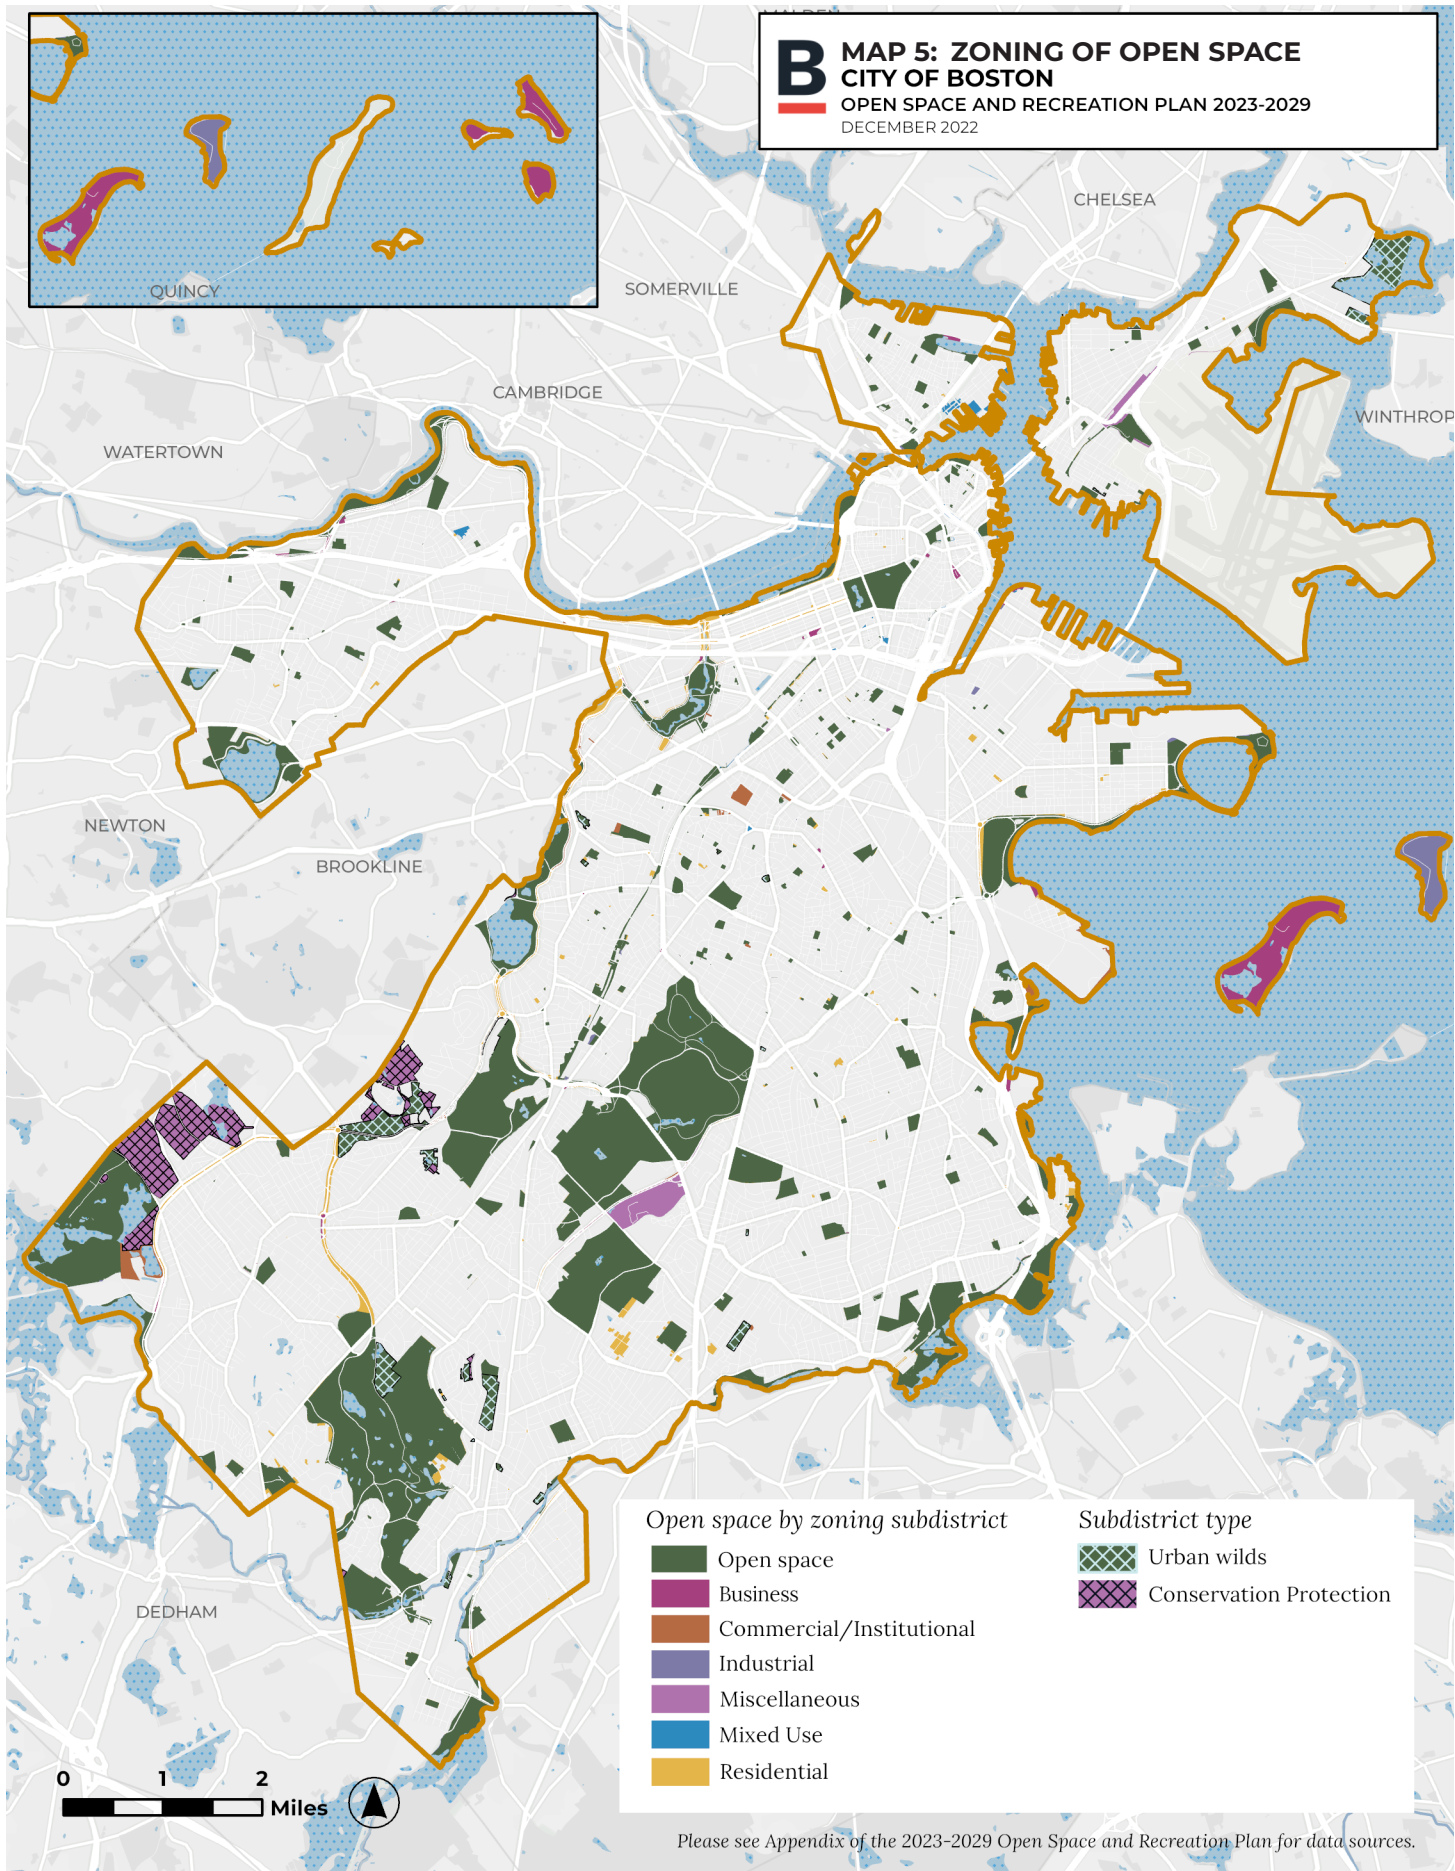 B
MAP 5: ZONING OF OPEN SPACE
CITY OF BOSTON
OPEN SPACE AND RECREATION PLAN 2023-2029
DECEMBER 2022
QUINCY
CHELSEA
SOMERVILLE
CAMBRIDGE
WINTHROP
WATERTOWN
NEWTON
BROOKLINE
DEDHAM
Open space by zoning subdistrict
Open space
Business
Commercial/Institutional
Industrial
Miscellaneous
Mixed Use
Residential
Subdistrict type
Urban wilds
Conservation Protection
0 1 2
Miles
Please see Appendix of the 2023-2029 Open Space and Recreation Plan for data sources.